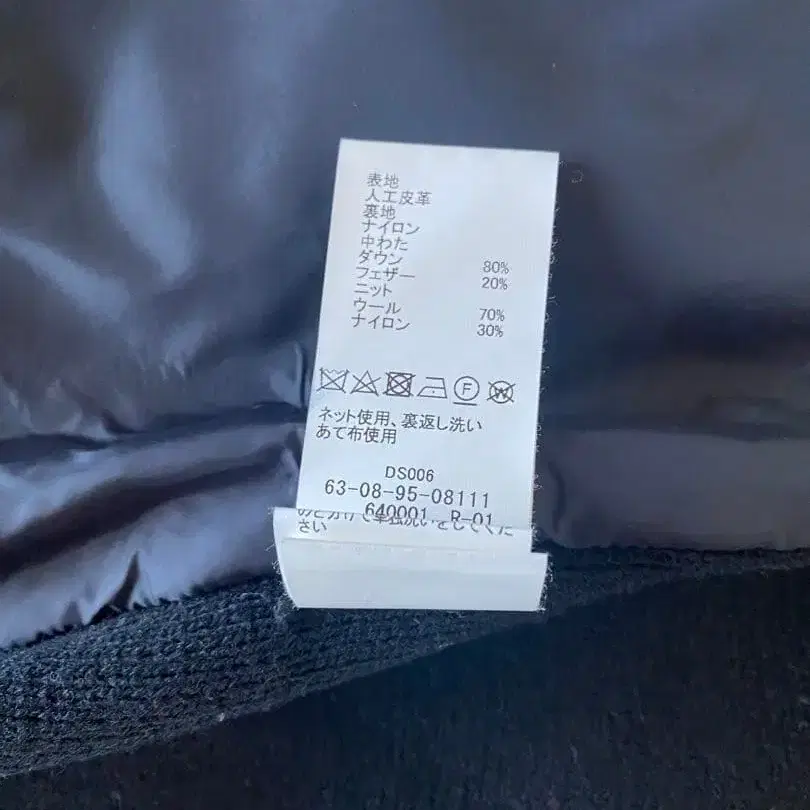 表地
人工皮革
裏地
ナイロン
中わた
ダウン 80%
フェザー 20%
ニット
ウール 70%
ナイロン 30%
F W
ネット使用、裏返し洗い
あて布使用
DS006
63-08-95-08111
640001 R-01
さい